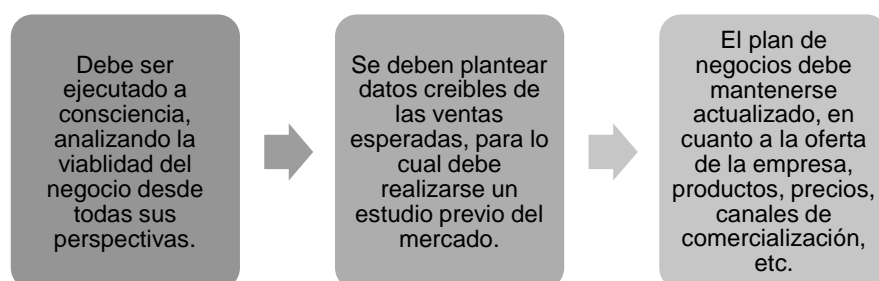 Debe ser
ejecutado a
consciencia,
analizando la
viablidad del
negocio desde
todas sus
perspectivas.
Se deben plantear
datos creibles de
las ventas
esperadas, para lo
cual debe
realizarse un
estudio previo del
mercado.
El plan de
negocios debe
mantenerse
actualizado, en
cuanto a la oferta
de la empresa,
productos, precios,
canales de
comercialización,
etc.